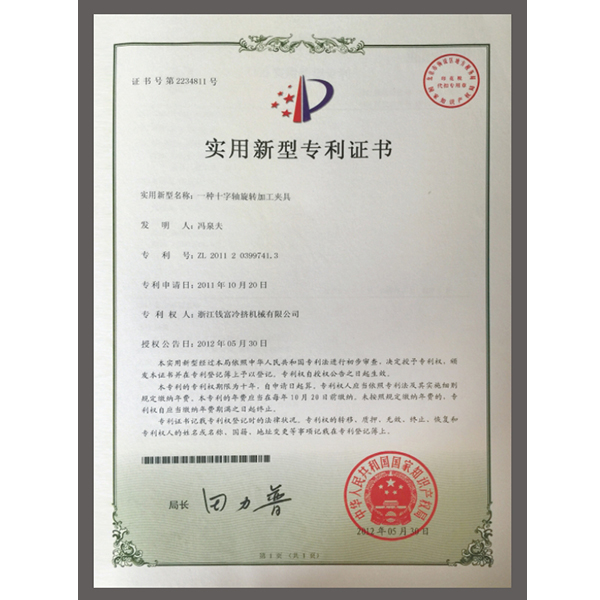 证书号第2234811号
实用新型专利证书
实用新型名称：一种十字轴旋转加工夹具
发明人：冯泉夫
专利号：ZL 2011 2 0399741.3
专利申请日：2011年10月20日
专利权人：浙江钱富冷挤机械有限公司
授权公告日：2012年05月30日
本实用新型经过本局依照中华人民共和国专利法进行初步审查，决定授予专利权，颁
发本证书并在专利登记簿上予以登记。专利权自授权公告之日起生效。
本专利的专利权期限为十年，自申请日起算。专利权人应当依照专利法及其实施细则
规定缴纳年费。本专利的年费应当在每年10月20日前缴纳。未按照规定缴纳年费的，专利
权自应当缴纳年费期满之日起终止。
专利证书记载专利权登记时的法律状况。专利权的转移、质押、无效、终止、恢复和
专利权人的姓名或名称、国籍、地址变更等事项记载在专利登记簿上。
局长 田力普
中华人民共和国国家知识产权局
2012年05月30日
第1页（共1页）